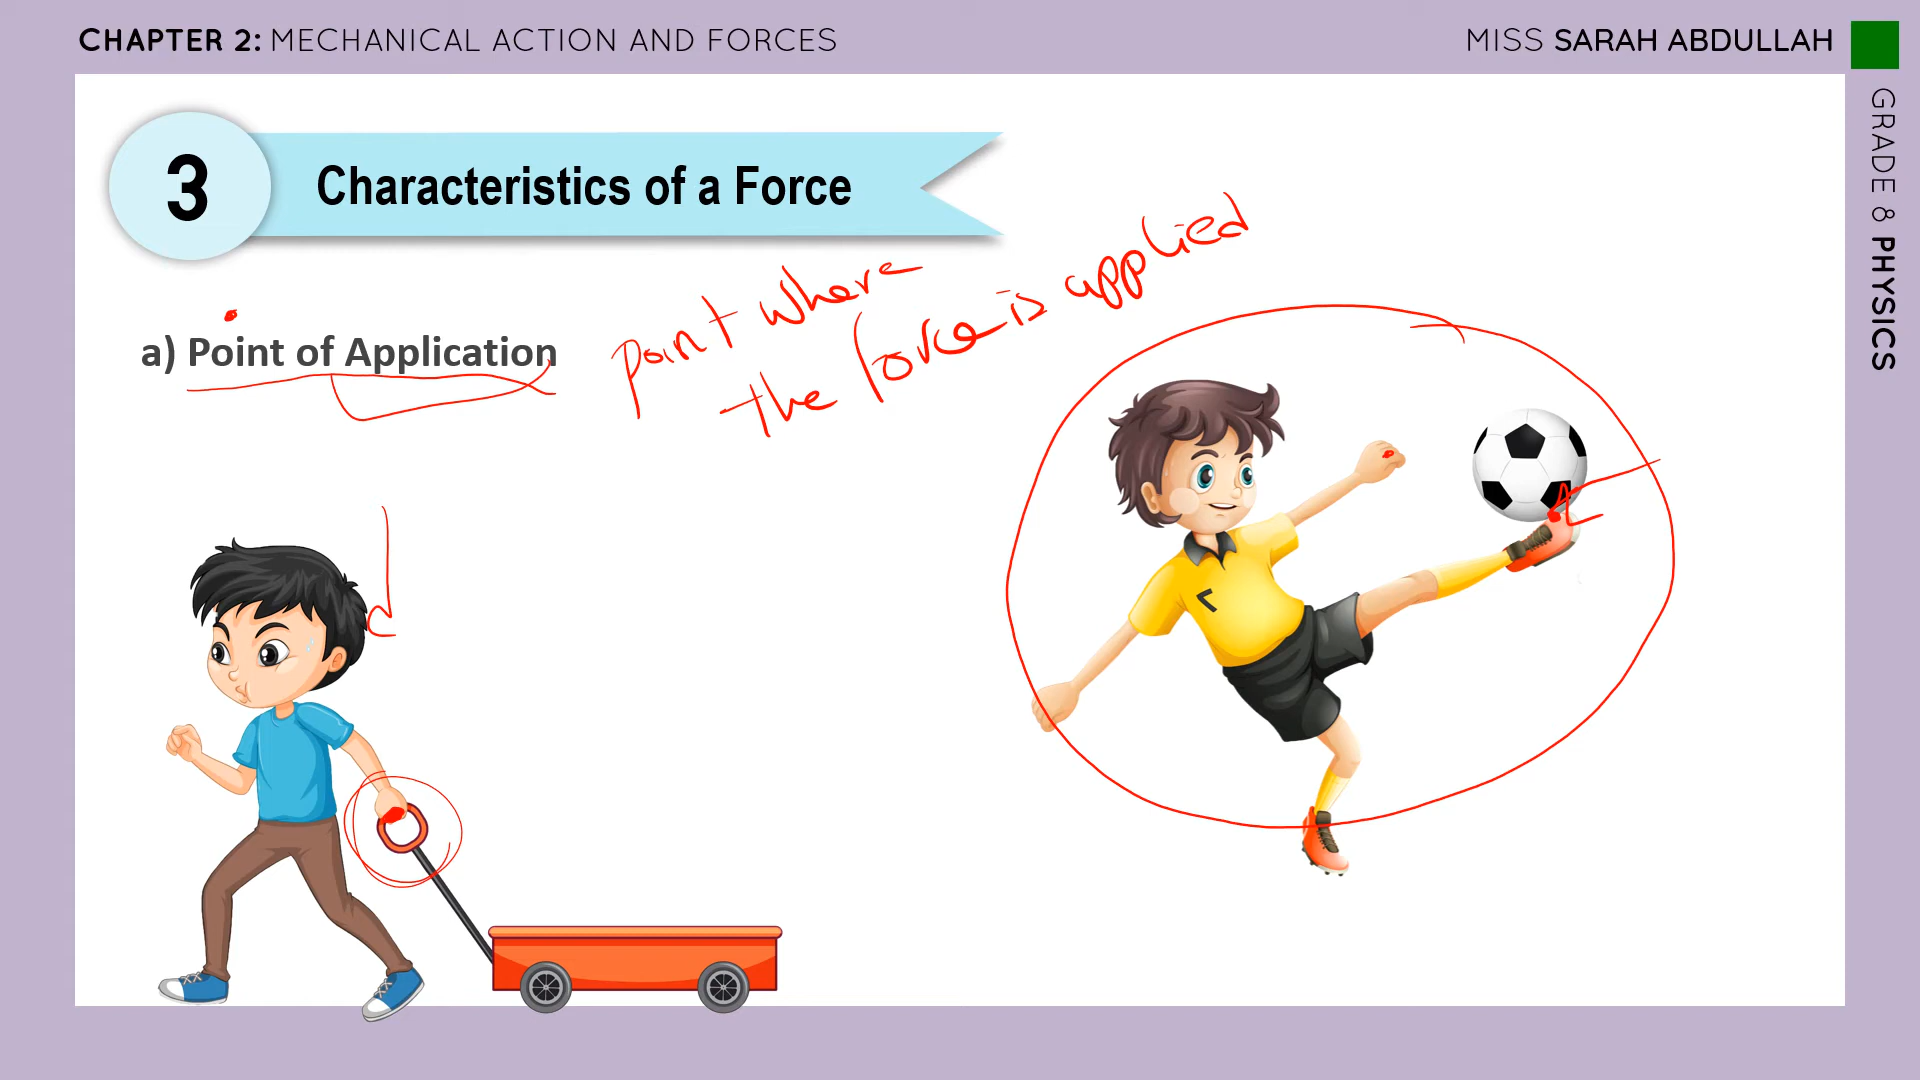 CHAPTER 2: MECHANICAL ACTION AND FORCES
MISS SARAH ABDULLAH
GRADE 8 PHYSICS
3
Characteristics of a Force
a) Point of Application
point where
the force is applied